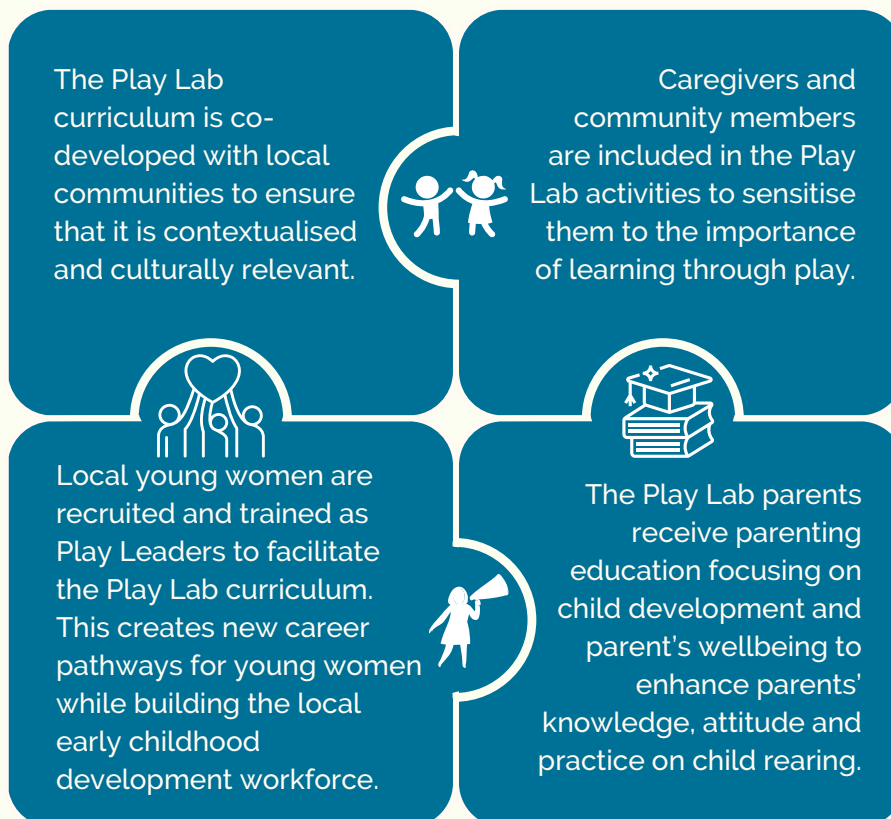 The Play Lab
curriculum is co-
developed with local
communities to ensure
that it is contextualised
and culturally relevant.
Caregivers and
community members
are included in the Play
Lab activities to sensitise
them to the importance
of learning through play.
Local young women are
recruited and trained as
Play Leaders to facilitate
the Play Lab curriculum.
This creates new career
pathways for young women
while building the local
early childhood
development workforce.
The Play Lab parents
receive parenting
education focusing on
child development and
parent’s wellbeing to
enhance parents’
knowledge, attitude and
practice on child rearing.